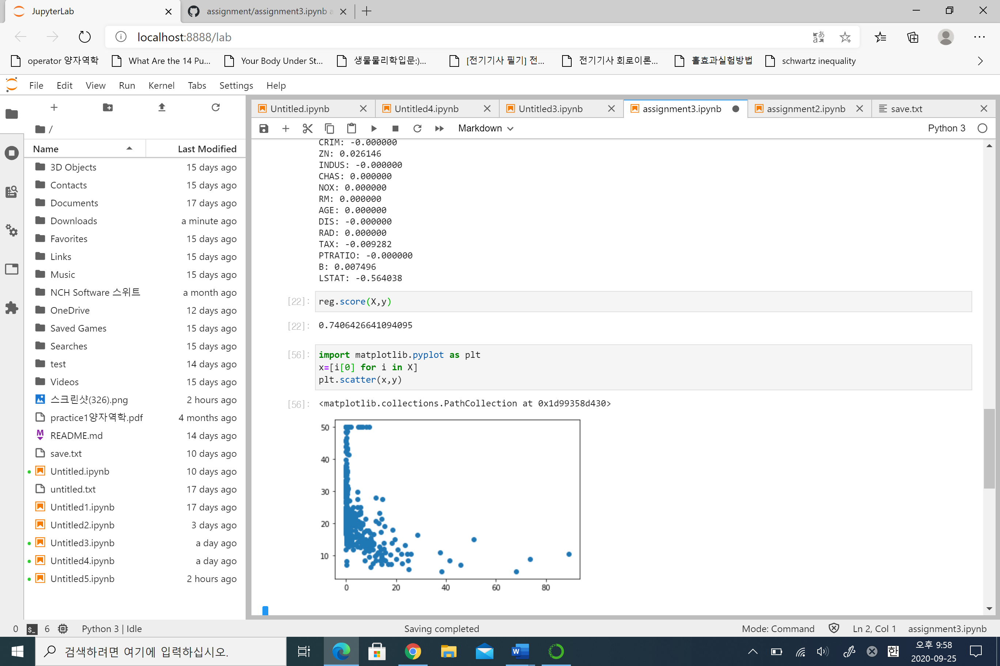 JupyterLab
assignment/assignment3.ipynb a
localhost:8888/lab
operator 양자역학
What Are the 14 Pu...
Your Body Under St...
생물물리학입문:)...
[전기기사 필기] 전...
전기기사 회로이론...
홀효과실험방법
schwartz inequality
File Edit View Run Kernel Tabs Settings Help
/
Name Last Modified
3D Objects 15 days ago
Contacts 15 days ago
Documents 17 days ago
Downloads a minute ago
Favorites 15 days ago
Links 15 days ago
Music 15 days ago
NCH Software 스위트 a month ago
OneDrive 12 days ago
Saved Games 15 days ago
Searches 15 days ago
test 14 days ago
Videos 15 days ago
스크린샷(326).png 2 hours ago
practice1양자역학.pdf 4 months ago
README.md 14 days ago
save.txt 10 days ago
Untitled.ipynb 10 days ago
untitled.txt 17 days ago
Untitled1.ipynb 17 days ago
Untitled2.ipynb 3 days ago
Untitled3.ipynb a day ago
Untitled4.ipynb a day ago
Untitled5.ipynb 2 hours ago
Untitled.ipynb Untitled4.ipynb Untitled3.ipynb assignment3.ipynb assignment2.ipynb save.txt
Markdown Python 3
CRIM: -0.000000
ZN: 0.026146
INDUS: -0.000000
CHAS: 0.000000
NOX: 0.000000
RM: 0.000000
AGE: 0.000000
DIS: -0.000000
RAD: 0.000000
TAX: -0.009282
PTRATIO: -0.000000
B: 0.007496
LSTAT: -0.564038
[22]: reg.score(X,y)
[22]: 0.7406426641094095
[56]: import matplotlib.pyplot as plt
x=[i[0] for i in X]
plt.scatter(x,y)
[56]: <matplotlib.collections.PathCollection at 0x1d99358d430>
50
40
30
20
10
0 20 40 60 80
0 $_ 6 Python 3 | Idle Saving completed Mode: Command Ln 2, Col 1 assignment3.ipynb
검색하려면 여기에 입력하십시오.
W
한
오후 9:58
2020-09-25